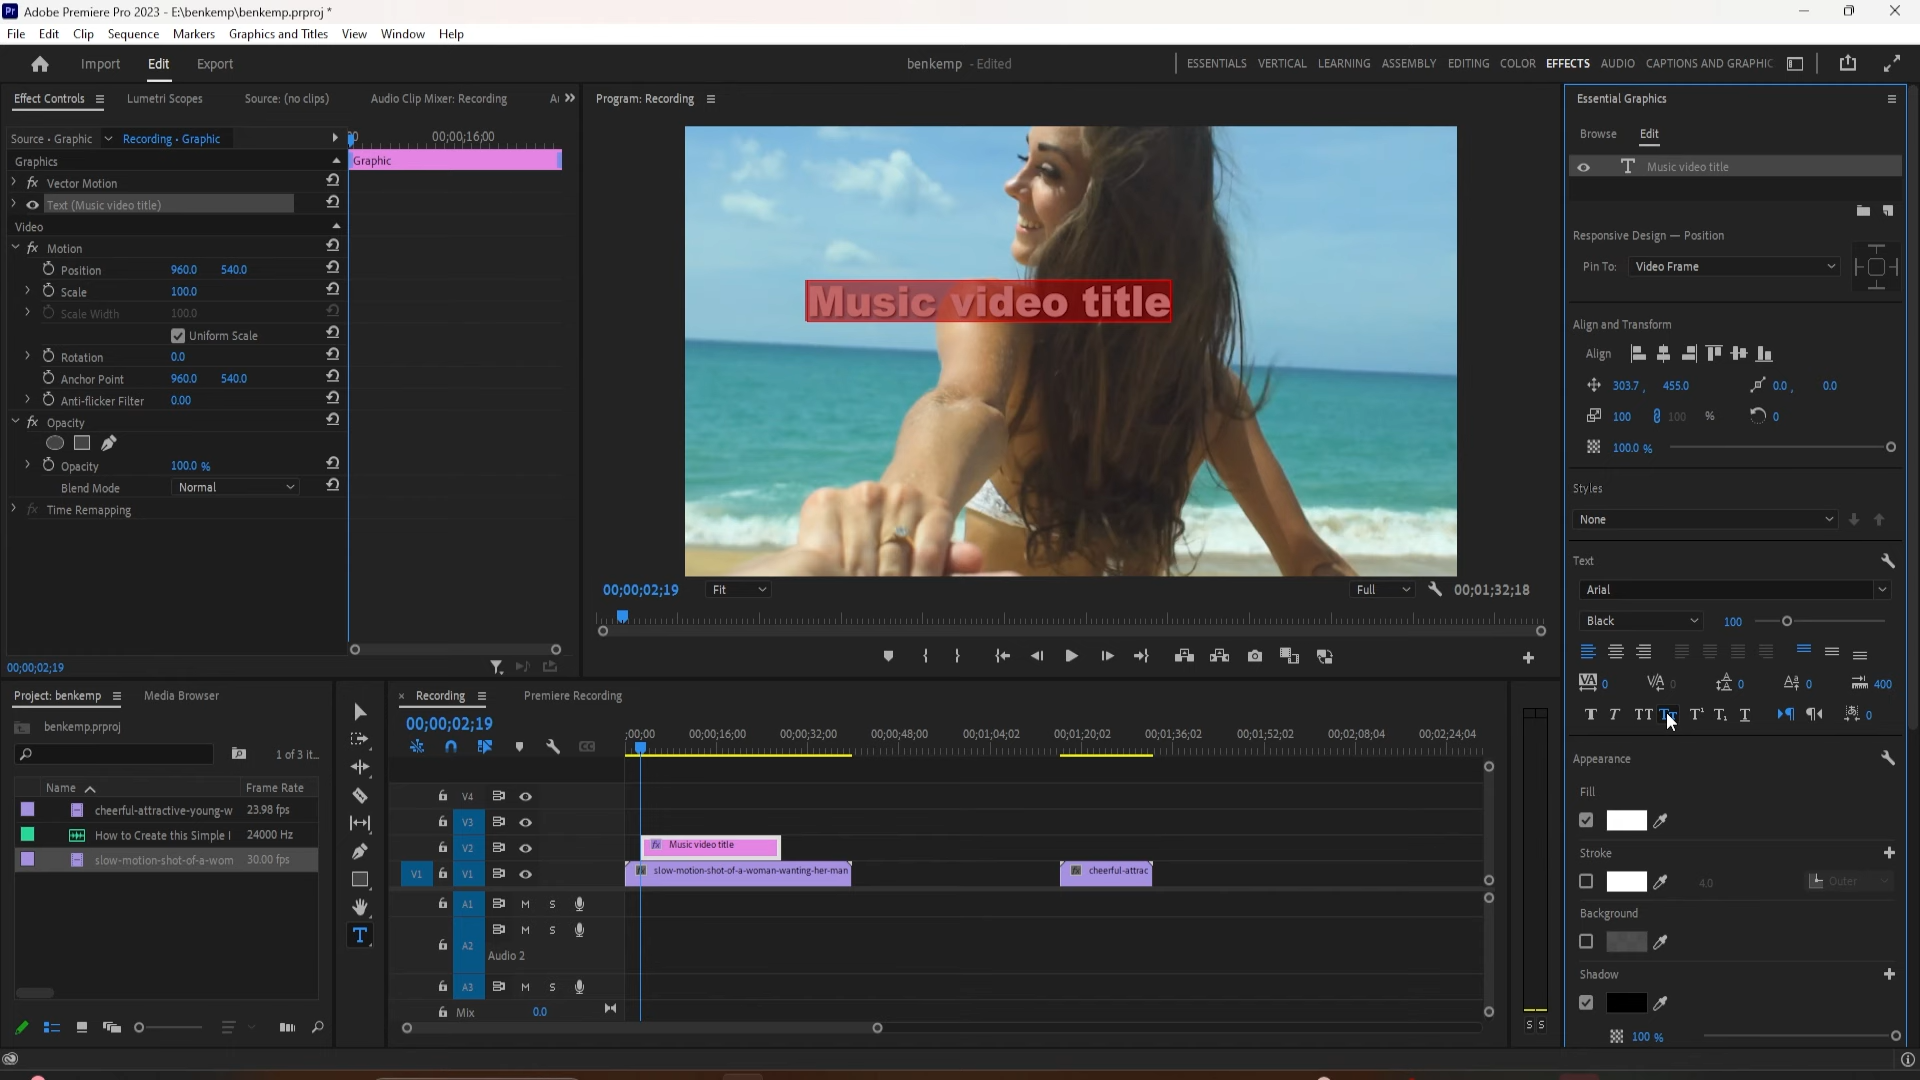 Adobe Premiere Pro 2023 - E:\benkemp\benkemp.prproj *
File Edit Clip Sequence Markers Graphics and Titles View Window Help
Import Edit Export
benkemp - Edited
ESSENTIALS VERTICAL LEARNING ASSEMBLY EDITING COLOR EFFECTS AUDIO CAPTIONS AND GRAPHIC
Effect Controls Lumetri Scopes Source: (no clips) Audio Clip Mixer: Recording
Source · Graphic Recording · Graphic
00;00;16;00
Graphics
Graphic
Vector Motion
Text (Music video title)
Video
Motion
Position 960.0 540.0
Scale 100.0
Scale Width 100.0
Uniform Scale
Rotation 0.0
Anchor Point 960.0 540.0
Anti-flicker Filter 0.00
Opacity
Opacity 100.0 %
Blend Mode Normal
Time Remapping
00;00;02;19
Program: Recording
Music video title
00;00;02;19 Fit Full 00;01;32;18
Essential Graphics
Browse Edit
Music video title
Responsive Design — Position
Pin To: Video Frame
Align and Transform
Align
303.7 , 455.0 0.0 , 0.0
100 100 % 0
100.0 %
Styles
None
Text
Arial
Black 100
0 0 0 0 400
0
Appearance
Fill
Stroke
4.0 Outer
Background
Shadow
100 %
Project: benkemp Media Browser
benkemp.prproj
1 of 3 it...
Name Frame Rate
cheerful-attractive-young-w 23.98 fps
How to Create this Simple I 24000 Hz
slow-motion-shot-of-a-wom 30.00 fps
Recording Premiere Recording
00;00;02;19
;00;00 00;00;16;00 00;00;32;00 00;00;48;00 00;01;04;02 00;01;20;02 00;01;36;02 00;01;52;02 00;02;08;04 00;02;24;04
V4
V3
V2 Music video title
V1 V1 slow-motion-shot-of-a-woman-wanting-her-man cheerful-attrac
A1 M S
A2 M S
Audio 2
A3 M S
Mix 0.0
S S